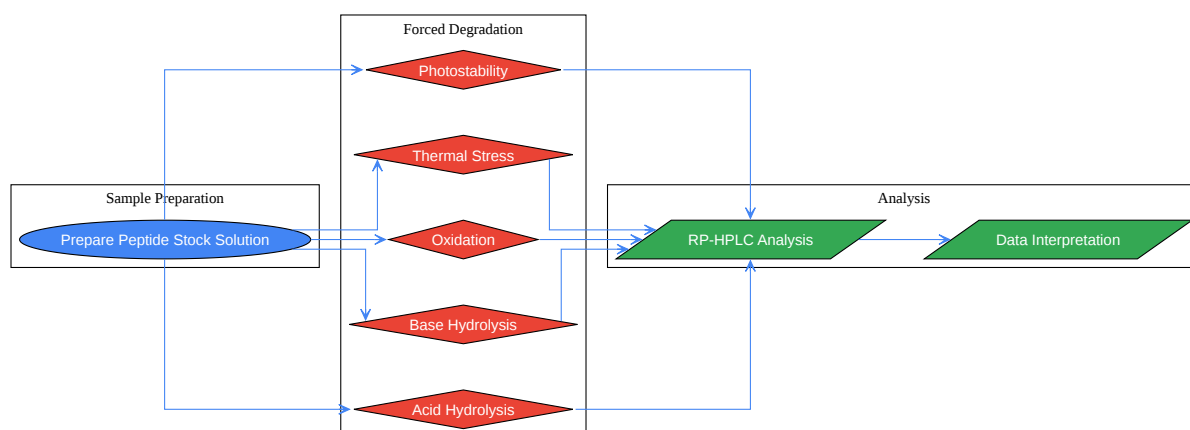 Sample Preparation
Prepare Peptide Stock Solution
Forced Degradation
Photostability
Thermal Stress
Oxidation
Base Hydrolysis
Acid Hydrolysis
Analysis
RP-HPLC Analysis
Data Interpretation